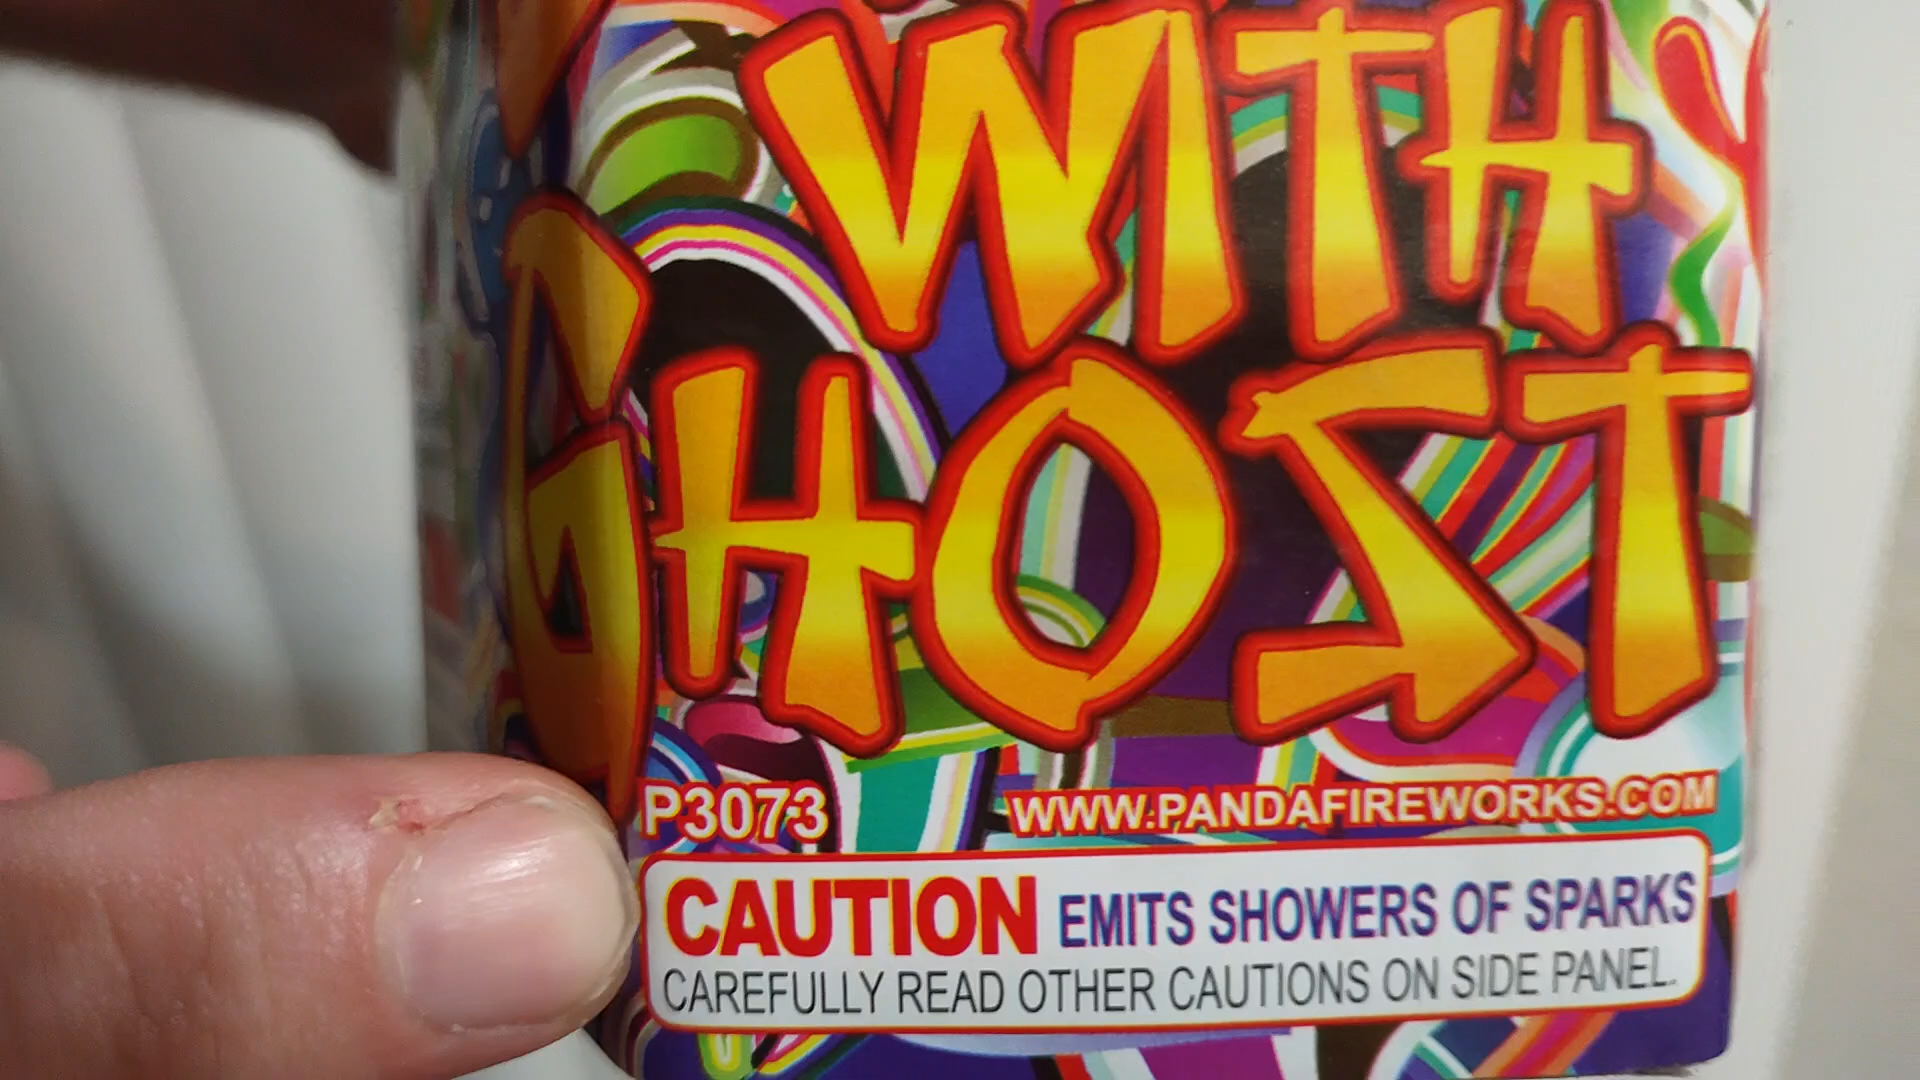 WITH
GHOST
P3073 WWW.PANDAFIREWORKS.COM
CAUTION EMITS SHOWERS OF SPARKS
CAREFULLY READ OTHER CAUTIONS ON SIDE PANEL.